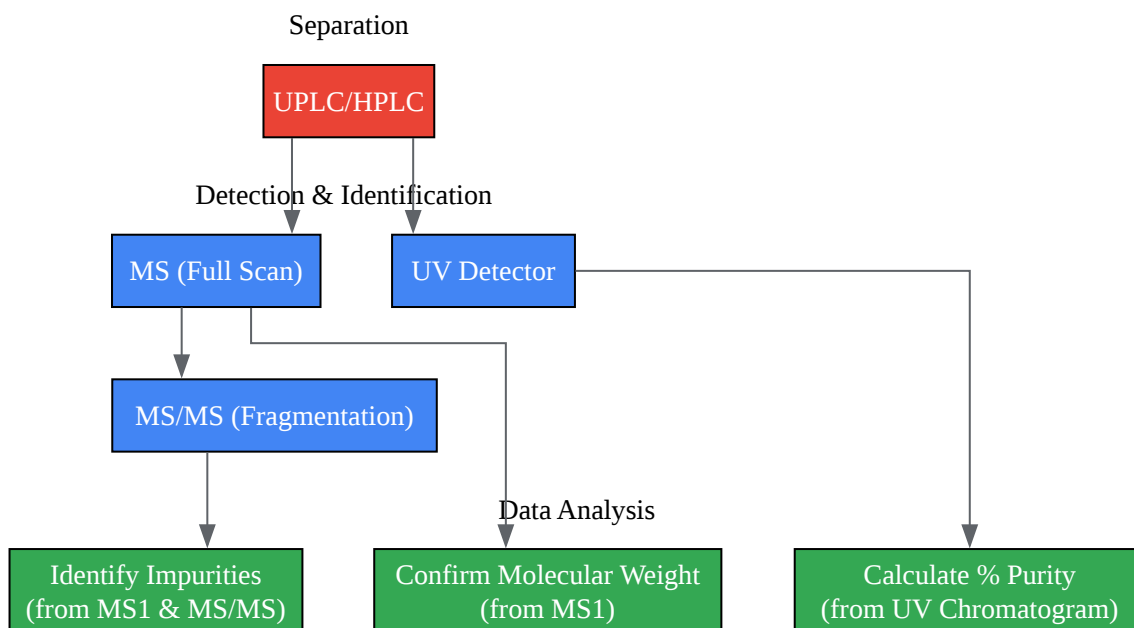 Separation
UPLC/HPLC
Detection & Identification
MS (Full Scan)
UV Detector
MS/MS (Fragmentation)
Data Analysis
Identify Impurities
(from MS1 & MS/MS)
Confirm Molecular Weight
(from MS1)
Calculate % Purity
(from UV Chromatogram)